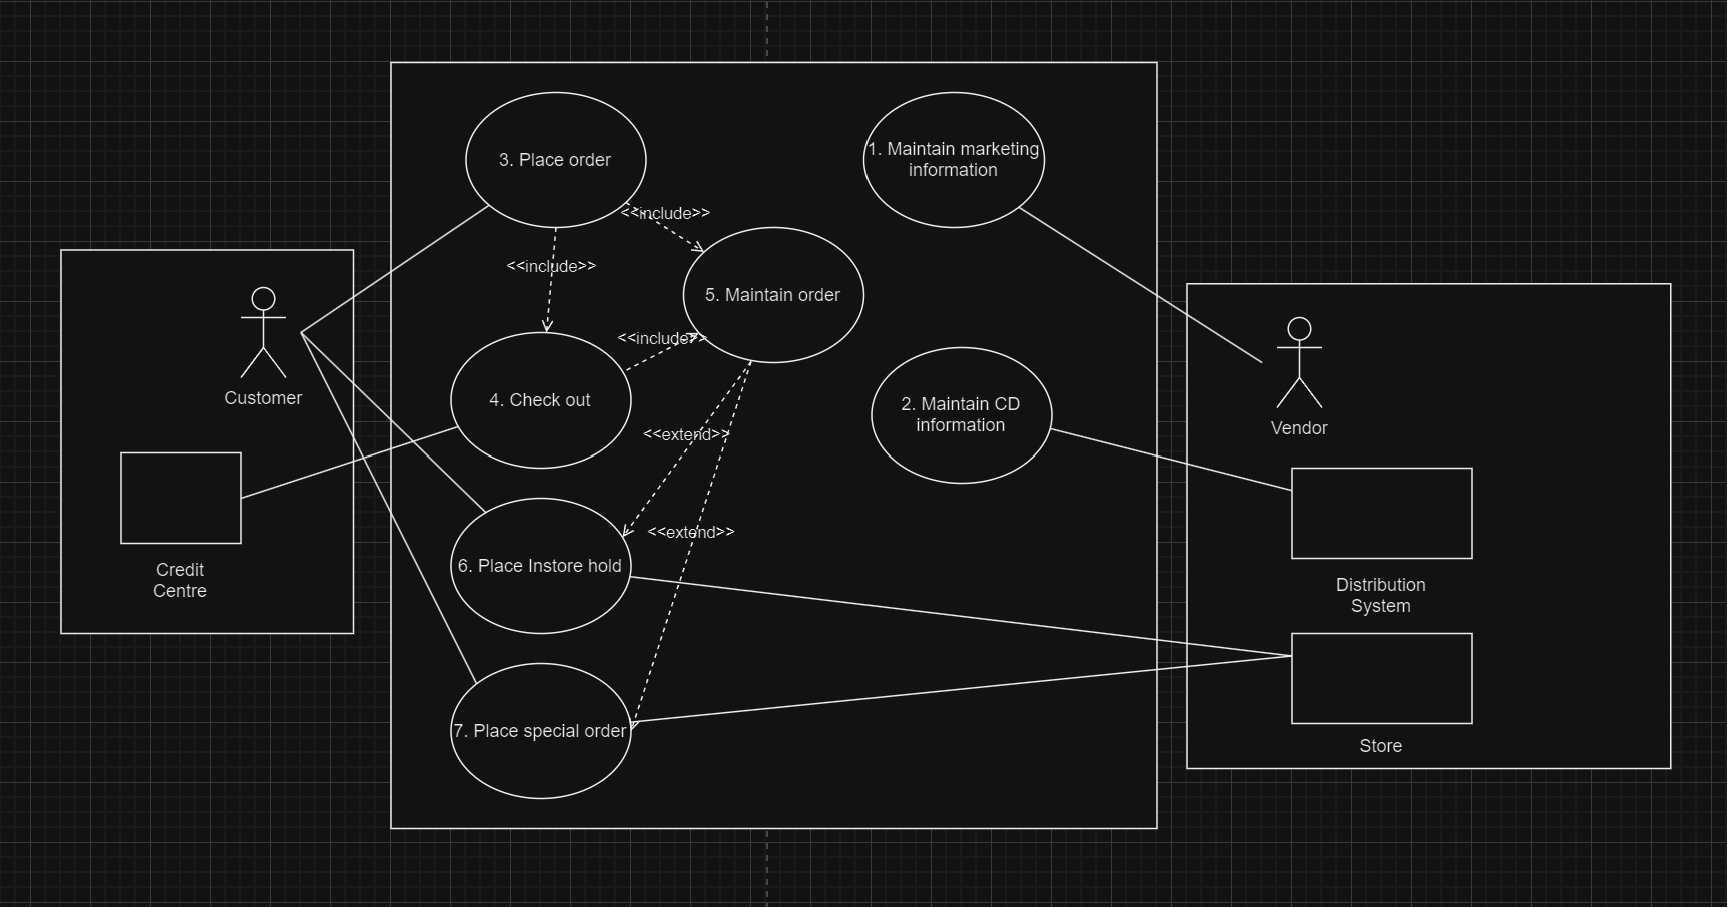 3. Place order
1. Maintain marketing
information
<<include>>
<<include>>
5. Maintain order
<<include>>
Customer
4. Check out
2. Maintain CD
information
Vendor
<<extend>>
<<extend>>
Credit
Centre
6. Place Instore hold
Distribution
System
7. Place special order
Store